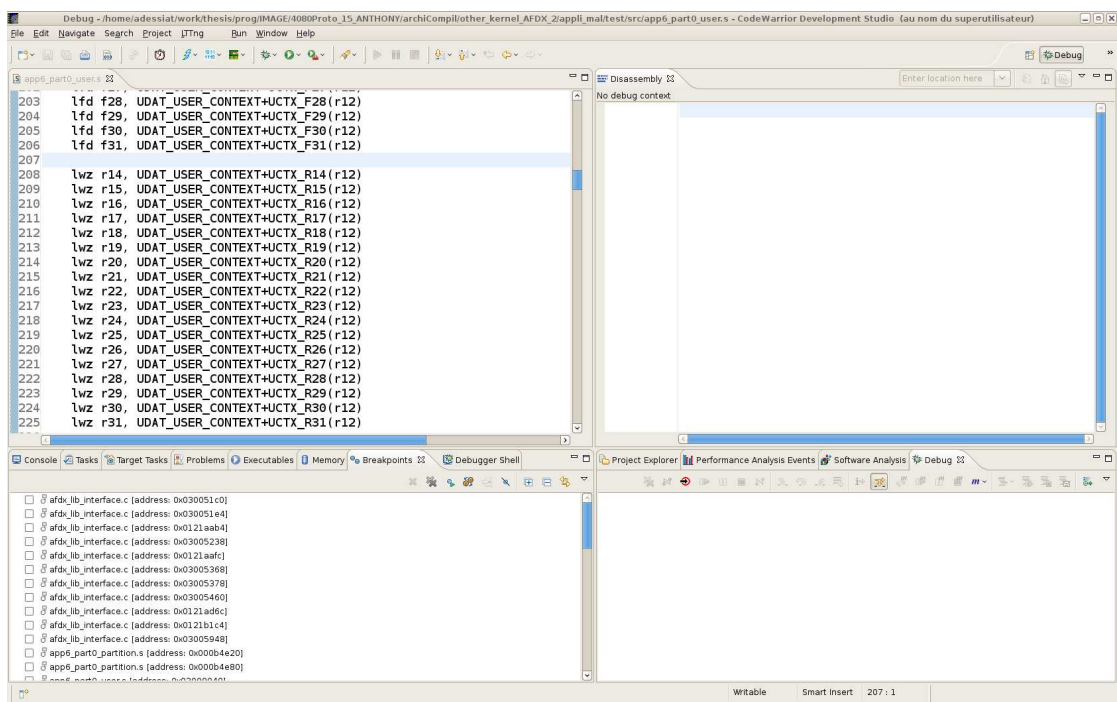 Debug - /home/adessiat/work/thesis/prog/IMAGE/4080Proto_15_ANTHONY/archiCompil/other_kernel_AFDX_2/appli_mal/test/src/app6_part0_user.s - CodeWarrior Development Studio (au nom du superutilisateur)
File Edit Navigate Search Project LTTng Run Window Help
Debug
app6_part0_user.s
203 lfd f28, UDAT_USER_CONTEXT+UCTX_F28(r12)
204 lfd f29, UDAT_USER_CONTEXT+UCTX_F29(r12)
205 lfd f30, UDAT_USER_CONTEXT+UCTX_F30(r12)
206 lfd f31, UDAT_USER_CONTEXT+UCTX_F31(r12)
207
208 lwz r14, UDAT_USER_CONTEXT+UCTX_R14(r12)
209 lwz r15, UDAT_USER_CONTEXT+UCTX_R15(r12)
210 lwz r16, UDAT_USER_CONTEXT+UCTX_R16(r12)
211 lwz r17, UDAT_USER_CONTEXT+UCTX_R17(r12)
212 lwz r18, UDAT_USER_CONTEXT+UCTX_R18(r12)
213 lwz r19, UDAT_USER_CONTEXT+UCTX_R19(r12)
214 lwz r20, UDAT_USER_CONTEXT+UCTX_R20(r12)
215 lwz r21, UDAT_USER_CONTEXT+UCTX_R21(r12)
216 lwz r22, UDAT_USER_CONTEXT+UCTX_R22(r12)
217 lwz r23, UDAT_USER_CONTEXT+UCTX_R23(r12)
218 lwz r24, UDAT_USER_CONTEXT+UCTX_R24(r12)
219 lwz r25, UDAT_USER_CONTEXT+UCTX_R25(r12)
220 lwz r26, UDAT_USER_CONTEXT+UCTX_R26(r12)
221 lwz r27, UDAT_USER_CONTEXT+UCTX_R27(r12)
222 lwz r28, UDAT_USER_CONTEXT+UCTX_R28(r12)
223 lwz r29, UDAT_USER_CONTEXT+UCTX_R29(r12)
224 lwz r30, UDAT_USER_CONTEXT+UCTX_R30(r12)
225 lwz r31, UDAT_USER_CONTEXT+UCTX_R31(r12)
Disassembly Enter location here
No debug context
Console Tasks Target Tasks Problems Executables Memory Breakpoints Debugger Shell
afdx_lib_interface.c [address: 0x030051c0]
afdx_lib_interface.c [address: 0x030051e4]
afdx_lib_interface.c [address: 0x0121aab4]
afdx_lib_interface.c [address: 0x03005238]
afdx_lib_interface.c [address: 0x0121aafc]
afdx_lib_interface.c [address: 0x03005368]
afdx_lib_interface.c [address: 0x03005378]
afdx_lib_interface.c [address: 0x03005460]
afdx_lib_interface.c [address: 0x0121ad6c]
afdx_lib_interface.c [address: 0x0121b1c4]
afdx_lib_interface.c [address: 0x03005948]
app6_part0_partition.s [address: 0x000b4e20]
app6_part0_partition.s [address: 0x000b4e80]
Project Explorer Performance Analysis Events Software Analysis Debug
Writable Smart Insert 207 : 1